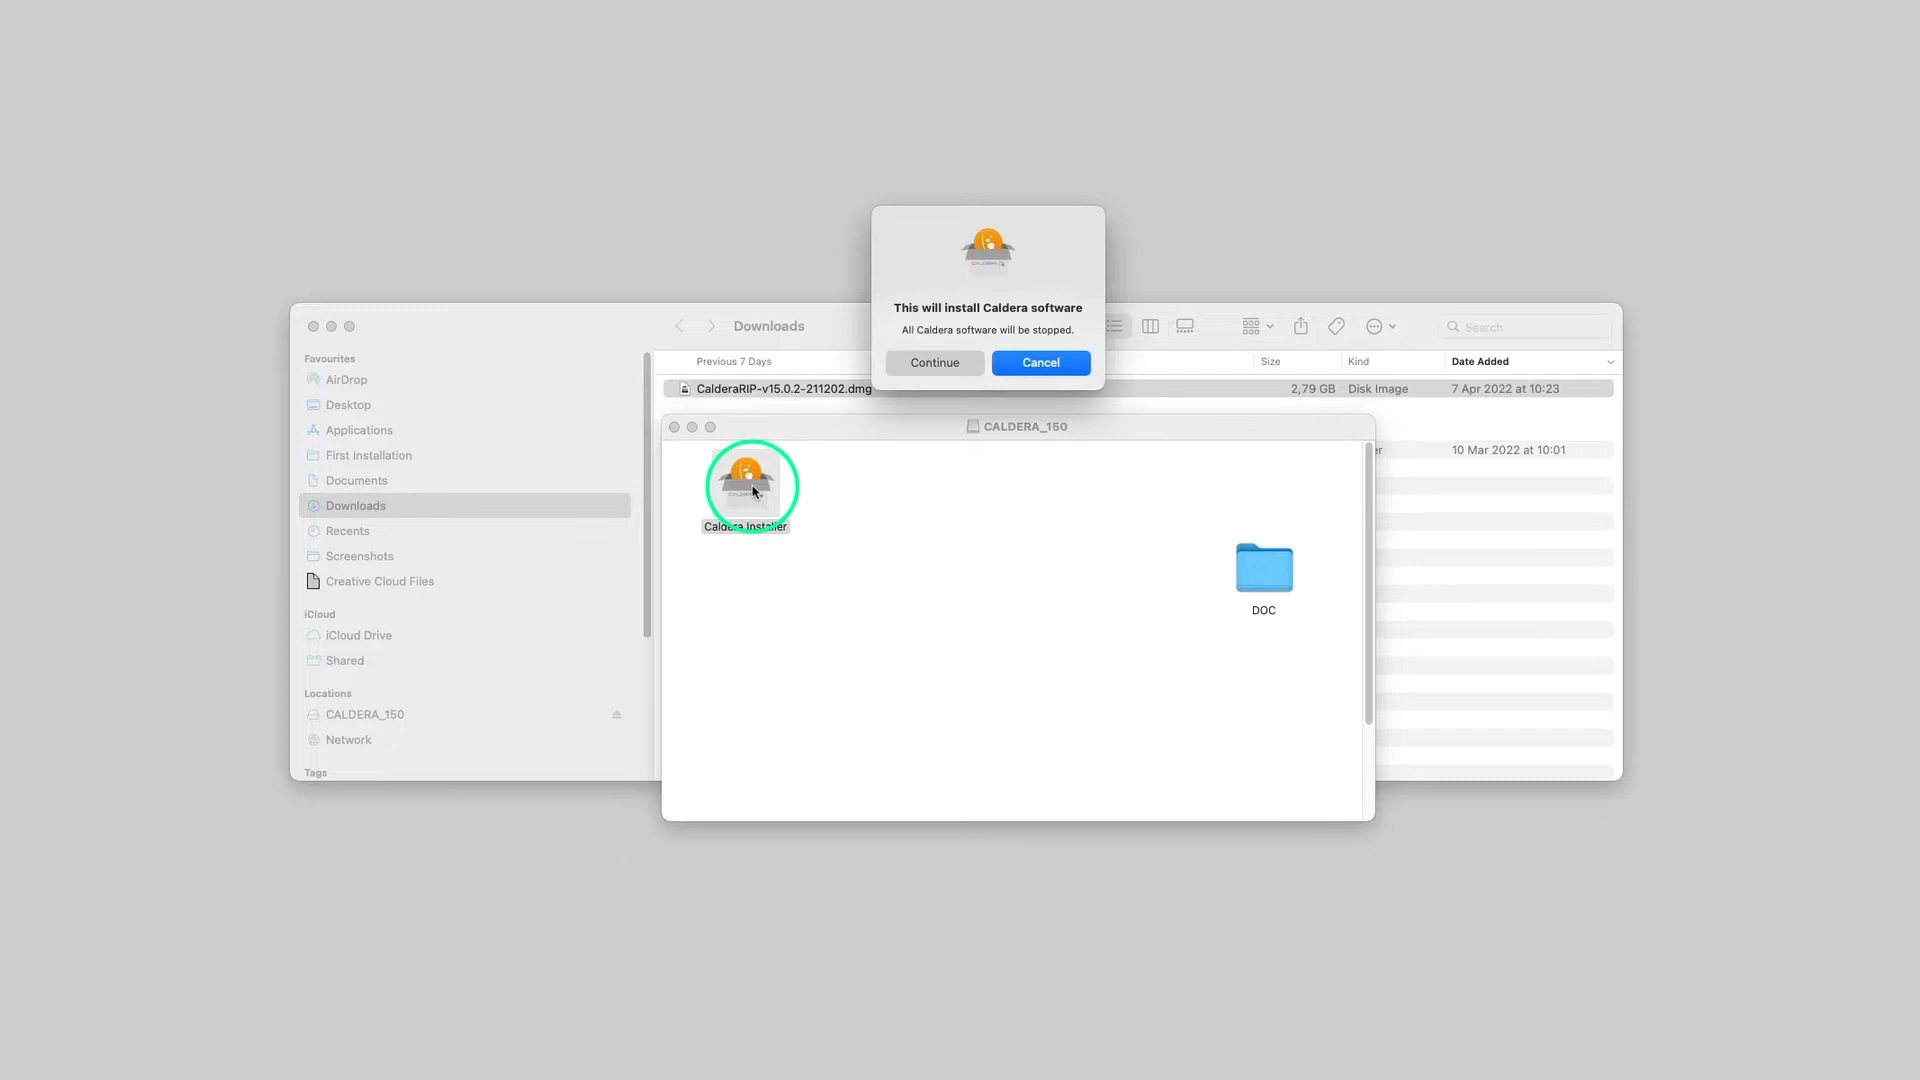 This will install Caldera software
All Caldera software will be stopped.
Continue
Cancel
Downloads
Search
Favourites
AirDrop
Desktop
Applications
First Installation
Documents
Downloads
Recents
Screenshots
Creative Cloud Files
iCloud
iCloud Drive
Shared
Locations
CALDERA_150
Network
Tags
Previous 7 Days
Size
Kind
Date Added
CalderaRIP-v15.0.2-211202.dmg
2,79 GB
Disk Image
7 Apr 2022 at 10:23
er
10 Mar 2022 at 10:01
CALDERA_150
Caldera Installer
DOC